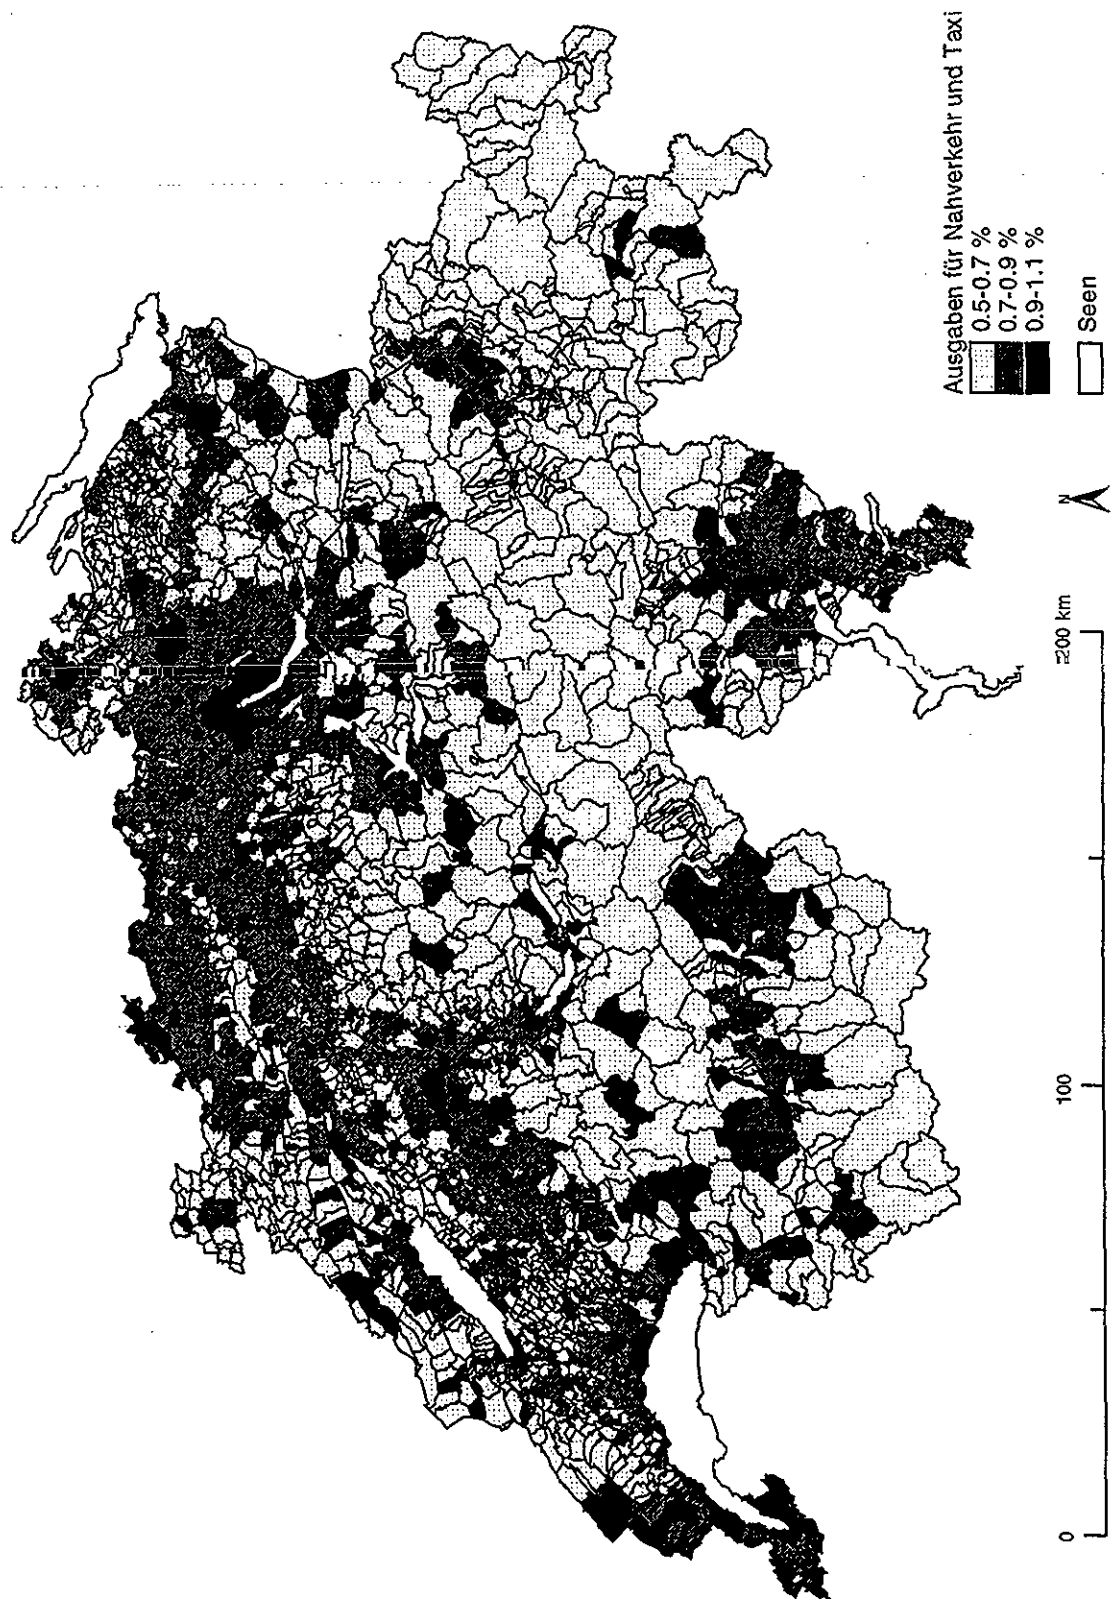 Ausgaben für Nahverkehr und Taxi
0.5-0.7 %
0.7-0.9 %
0.9-1.1 %
Seen
N
0
100
200 km